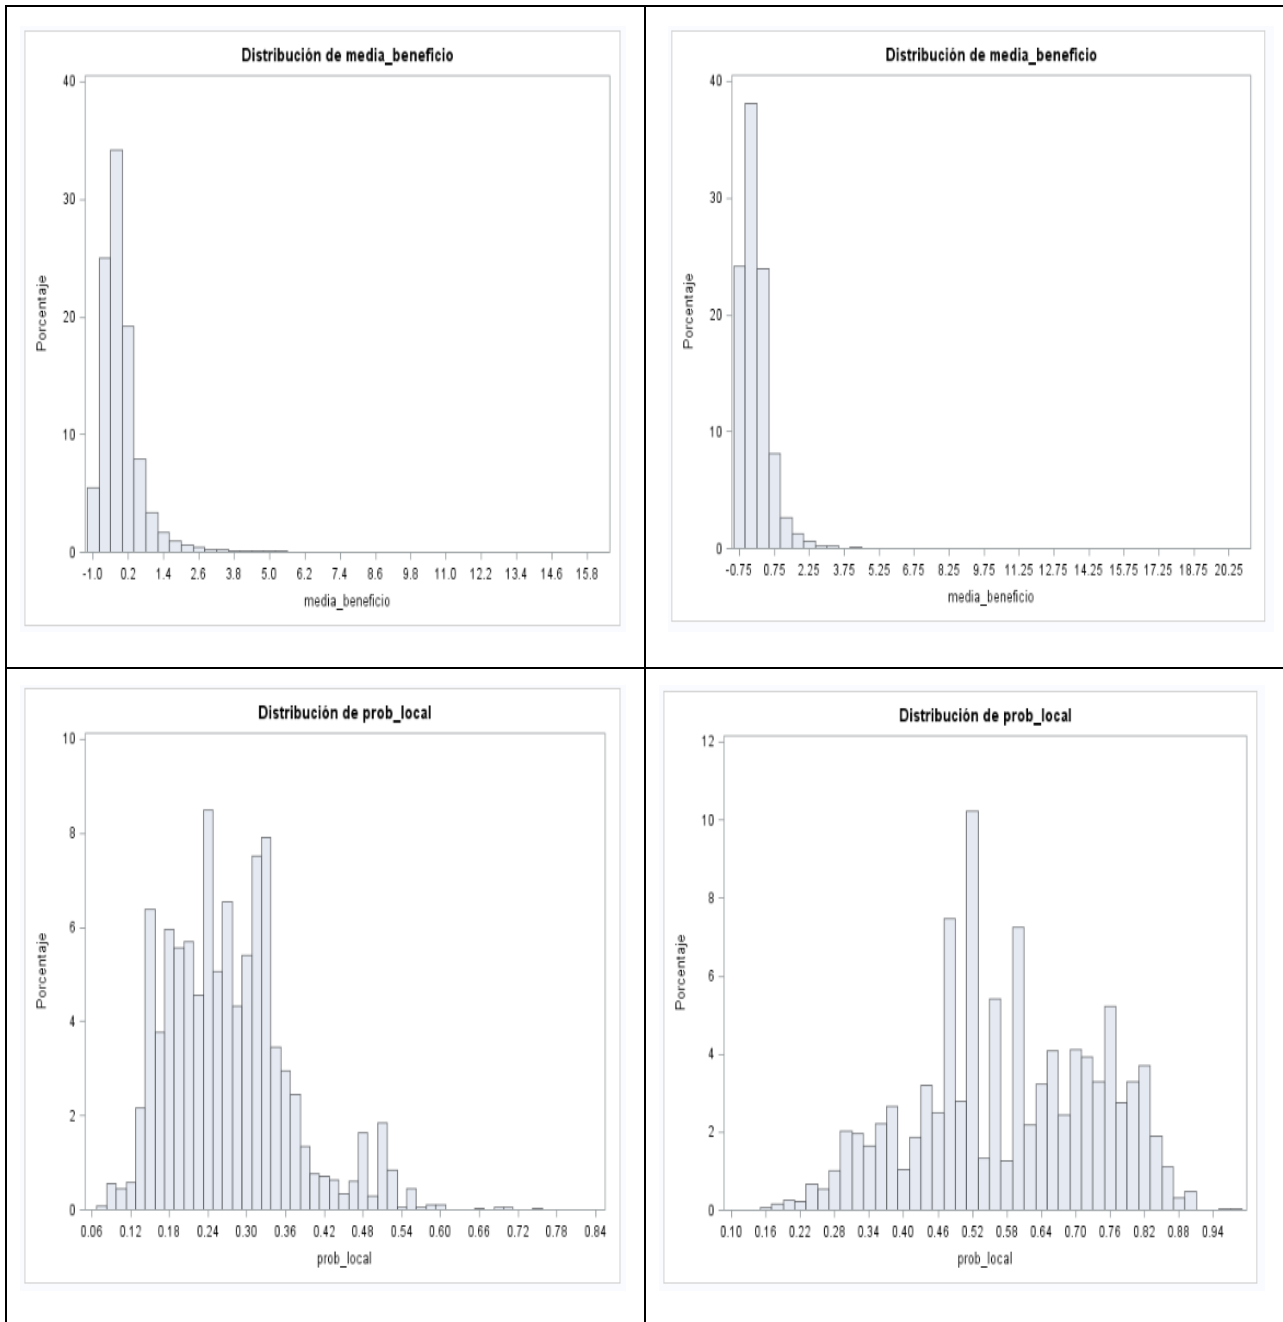 Distribución de media_beneficio
40
30
20
10
0
Porcentaje
-1.0 0.2 1.4 2.6 3.8 5.0 6.2 7.4 8.6 9.8 11.0 12.2 13.4 14.6 15.8
media_beneficio
Distribución de media_beneficio
40
30
20
10
0
Porcentaje
-0.75 0.75 2.25 3.75 5.25 6.75 8.25 9.75 11.25 12.75 14.25 15.75 17.25 18.75 20.25
media_beneficio
Distribución de prob_local
10
8
6
4
2
0
Porcentaje
0.06 0.12 0.18 0.24 0.30 0.36 0.42 0.48 0.54 0.60 0.66 0.72 0.78 0.84
prob_local
Distribución de prob_local
12
10
8
6
4
2
0
Porcentaje
0.10 0.16 0.22 0.28 0.34 0.40 0.46 0.52 0.58 0.64 0.70 0.76 0.82 0.88 0.94
prob_local